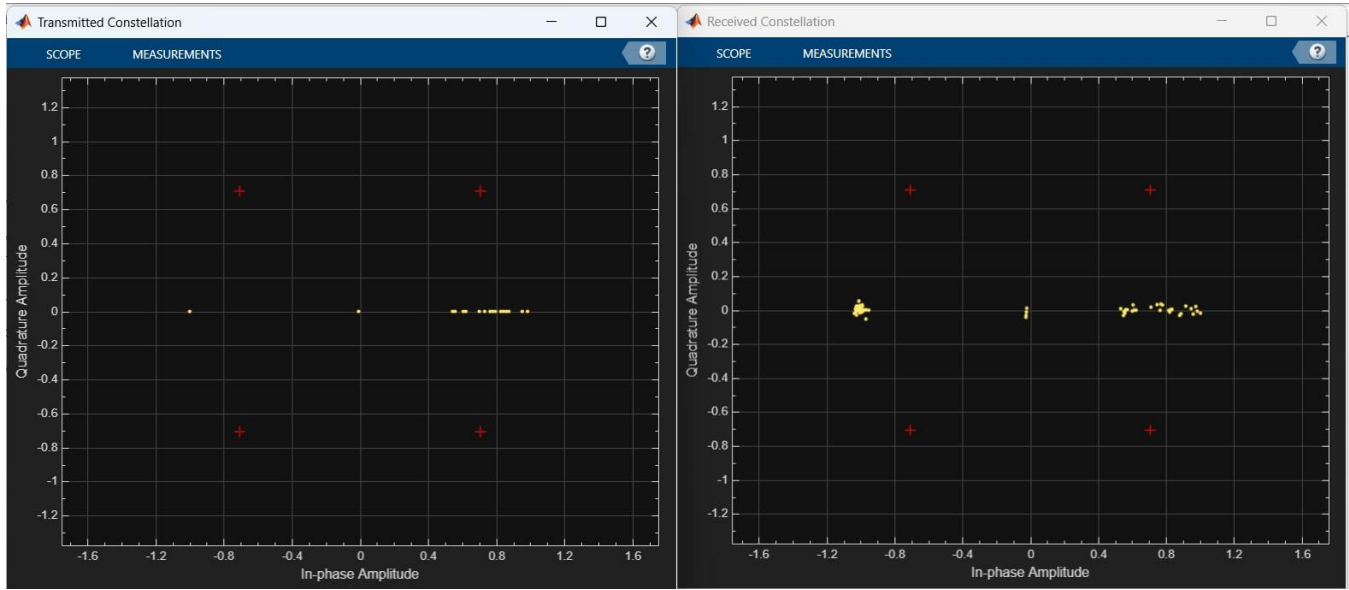 Transmitted Constellation
SCOPE MEASUREMENTS ?
1.2
1
0.8
0.6
0.4
0.2
0
-0.2
-0.4
-0.6
-0.8
-1
-1.2
Quadrature Amplitude
-1.6 -1.2 -0.8 -0.4 0 0.4 0.8 1.2 1.6
In-phase Amplitude
Received Constellation
SCOPE MEASUREMENTS ?
1.2
1
0.8
0.6
0.4
0.2
0
-0.2
-0.4
-0.6
-0.8
-1
-1.2
Quadrature Amplitude
-1.6 -1.2 -0.8 -0.4 0 0.4 0.8 1.2 1.6
In-phase Amplitude